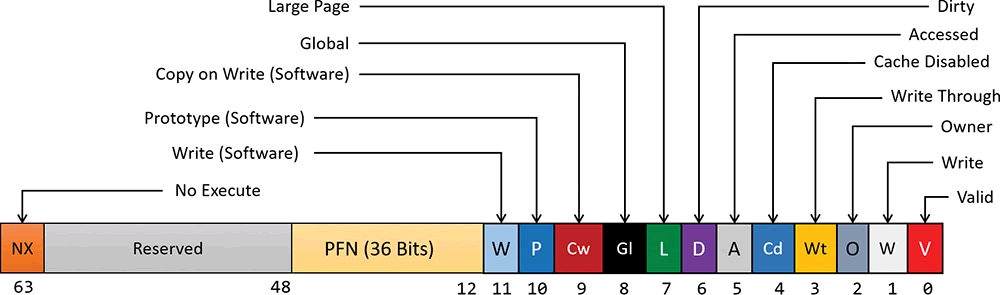 Large Page
Dirty
Global
Accessed
Copy on Write (Software)
Cache Disabled
Prototype (Software)
Write Through
Write (Software)
Owner
No Execute
Write
Valid
NX Reserved PFN (36 Bits) W P Cw Gl L D A Cd Wt O W V
63 48 12 11 10 9 8 7 6 5 4 3 2 1 0